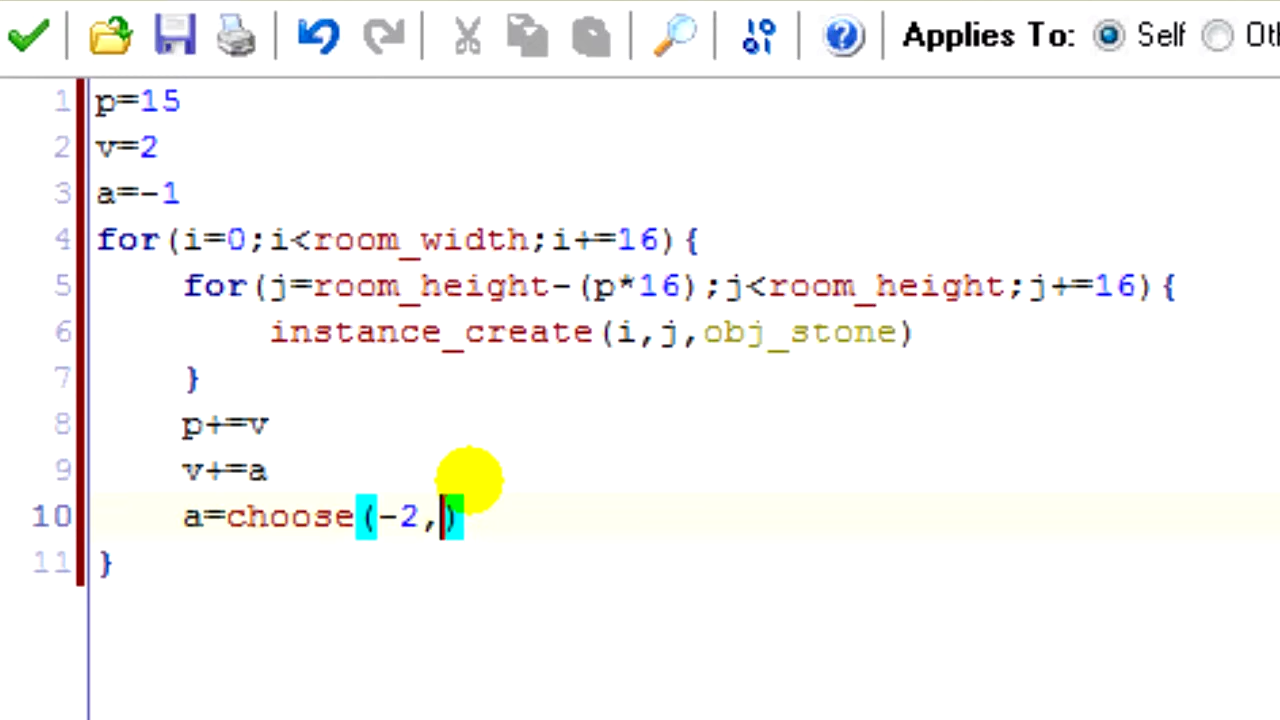 Applies To: Self Oth
1 p=15
2 v=2
3 a=-1
4 for(i=0;i<room_width;i+=16){
5 for(j=room_height-(p*16);j<room_height;j+=16){
6 instance_create(i,j,obj_stone)
7 }
8 p+=v
9 v+=a
10 a=choose(-2,)
11 }